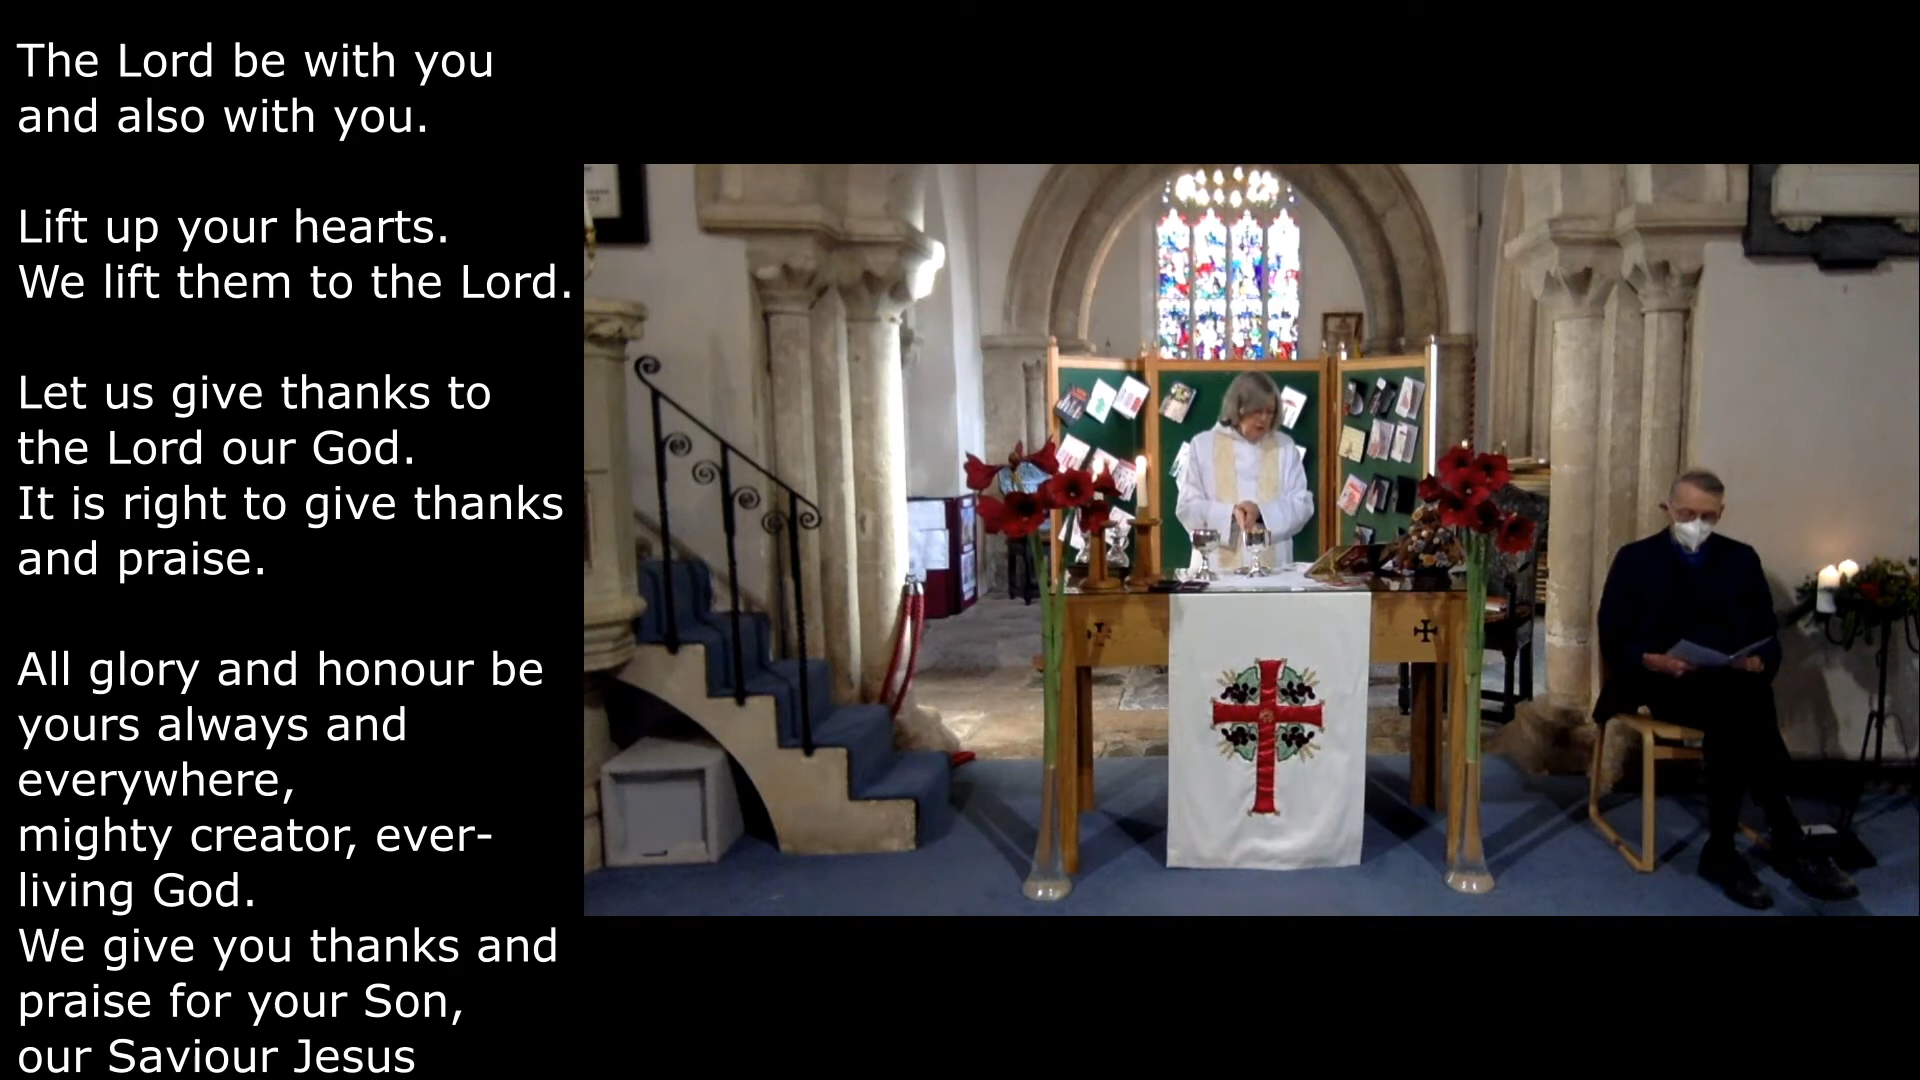 The Lord be with you
and also with you.
Lift up your hearts.
We lift them to the Lord.
Let us give thanks to
the Lord our God.
It is right to give thanks
and praise.
All glory and honour be
yours always and
everywhere,
mighty creator, ever-
living God.
We give you thanks and
praise for your Son,
our Saviour Jesus